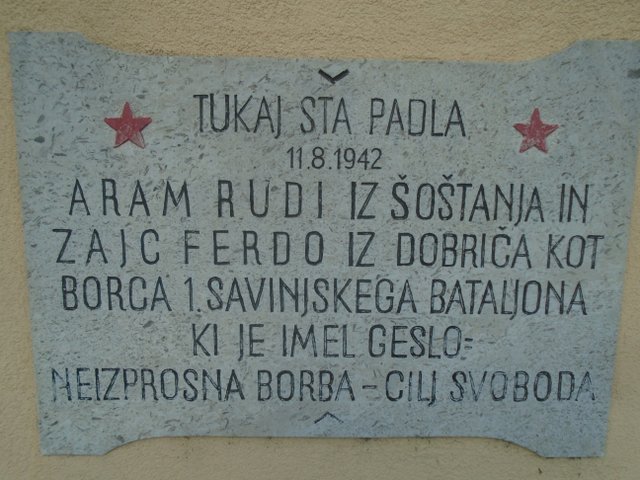 TUKAJ STA PADLA
11.8.1942
ARAM RUDI IZ ŠOŠTANJA IN
ZAJC FERDO IZ DOBRIČA KOT
BORCA 1. SAVINJSKEGA BATALJONA
KI JE IMEL GESLO:
NEIZPROSNA BORBA – CILJ SVOBODA